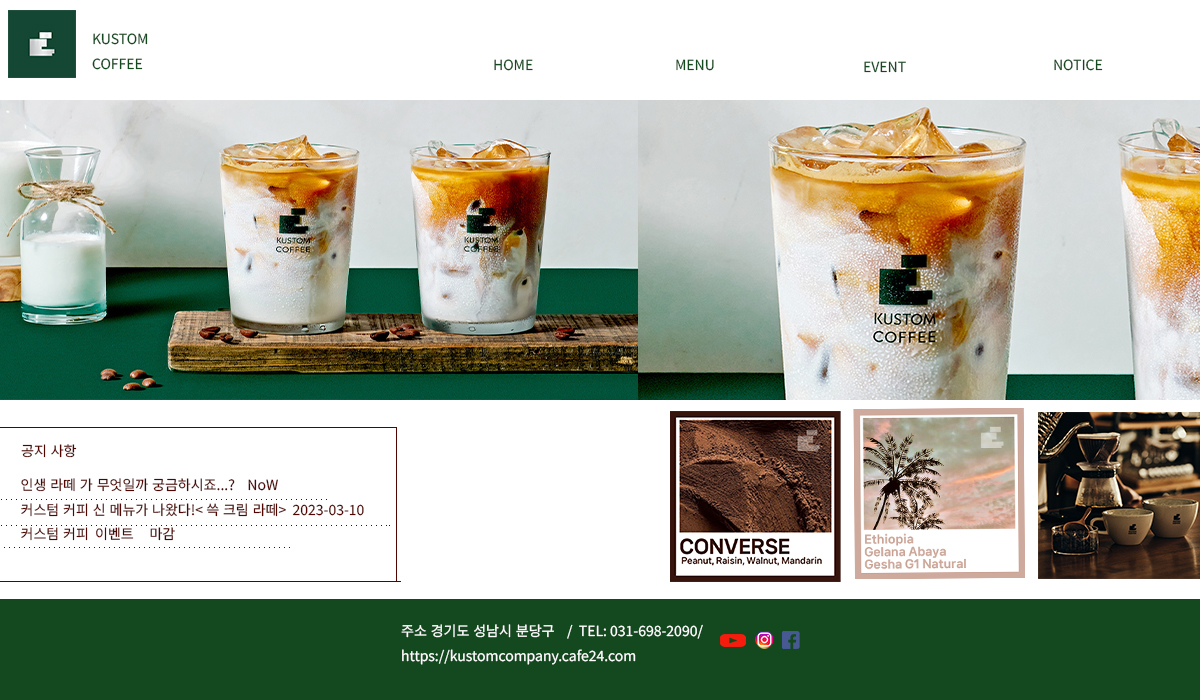 KUSTOM
COFFEE
HOME
MENU
EVENT
NOTICE
KUSTOM
COFFEE
KUSTOM
COFFEE
KUSTOM
COFFEE
공지 사항
인생 라떼 가 무엇일까 궁금하시죠...? NoW
커스텀 커피 신 메뉴가 나왔다!< 쑥 크림 라떼> 2023-03-10
커스텀 커피 이벤트 마감
CONVERSE
Peanut, Raisin, Walnut, Mandarin
Ethiopia
Gelana Abaya
Gesha G1 Natural
주소 경기도 성남시 분당구 / TEL: 031-698-2090/
https://kustomcompany.cafe24.com